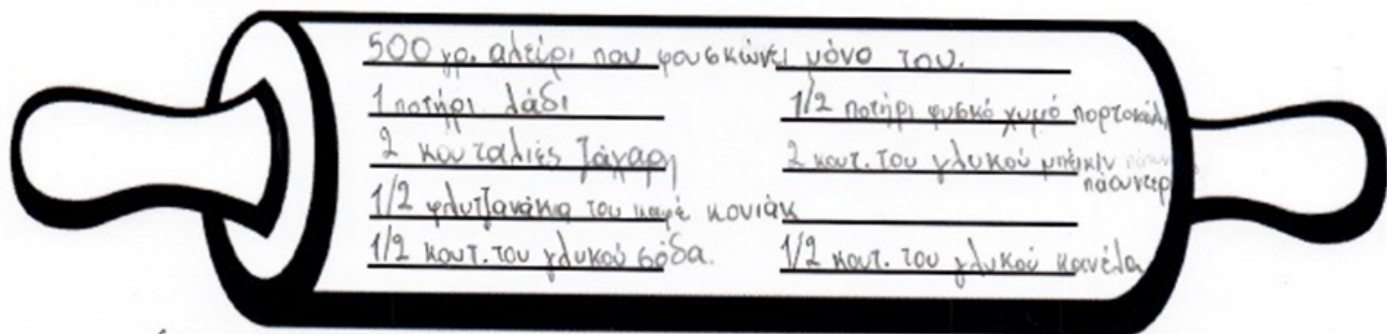 500 γρ. αλεύρι που φουσκώνει μόνο του.
1 ποτήρι λάδι
1/2 ποτήρι φυσικό χυμό πορτοκάλι
2 κουταλιές ζάχαρη
2 κουτ. του γλυκού μπέικιν πάουντερ
1/2 φλυτζανάκια του καφέ κονιάκ
1/2 κουτ. του γλυκού σόδα.
1/2 κουτ. του γλυκού κανέλα